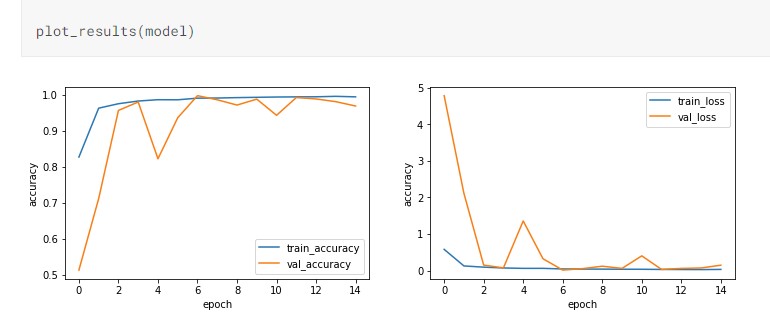 plot_results(model)
1.0
0.9
0.8
0.7
0.6
0.5
accuracy
0 2 4 6 8 10 12 14
epoch
train_accuracy
val_accuracy
5
4
3
2
1
0
accuracy
0 2 4 6 8 10 12 14
epoch
train_loss
val_loss